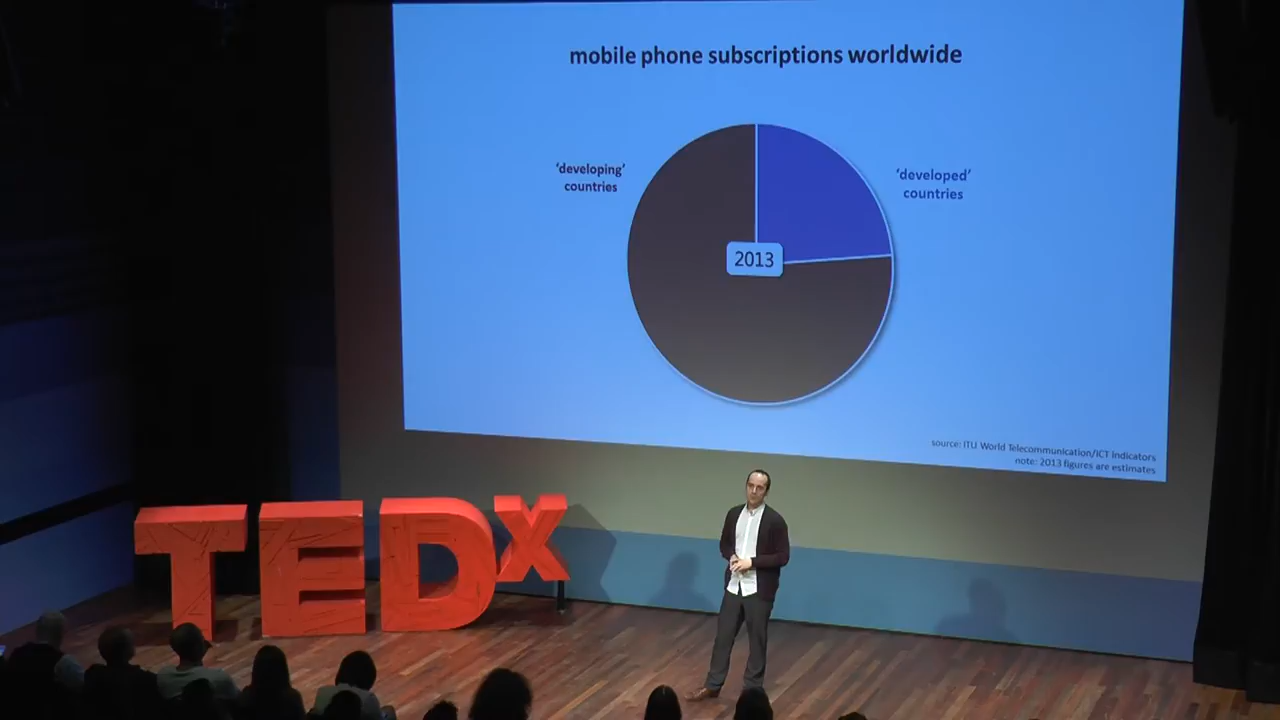 mobile phone subscriptions worldwide
'developing'
countries
'developed'
countries
2013
source: ITU World Telecommunication/ICT Indicators
note: 2013 figures are estimates
TEDx